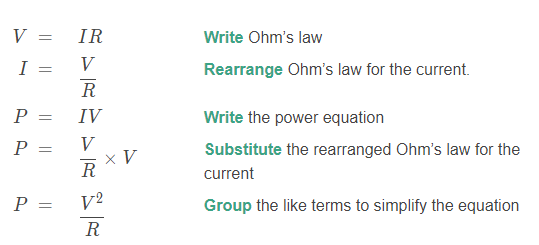 V = IR Write Ohm’s law
I = V/R Rearrange Ohm’s law for the current.
P = IV Write the power equation
P = V/R × V Substitute the rearranged Ohm’s law for the
current
P = V²/R Group the like terms to simplify the equation